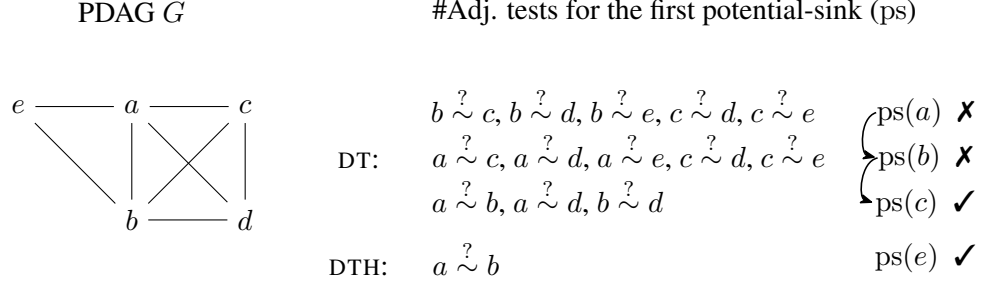 PDAG G
#Adj. tests for the first potential-sink (ps)
e
a
c
b
d
DT:
b ?∼ c, b ?∼ d, b ?∼ e, c ?∼ d, c ?∼ e
ps(a) ✗
a ?∼ c, a ?∼ d, a ?∼ e, c ?∼ d, c ?∼ e
ps(b) ✗
a ?∼ b, a ?∼ d, b ?∼ d
ps(c) ✓
DTH:
a ?∼ b
ps(e) ✓